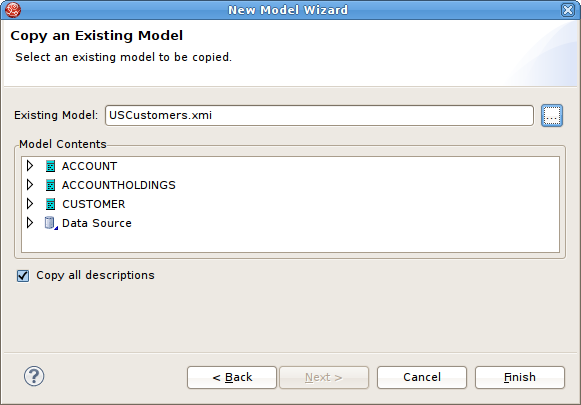 New Model Wizard
Copy an Existing Model
Select an existing model to be copied.
Existing Model: USCustomers.xmi ...
Model Contents
ACCOUNT
ACCOUNTHOLDINGS
CUSTOMER
Data Source
Copy all descriptions
? < Back Next > Cancel Finish